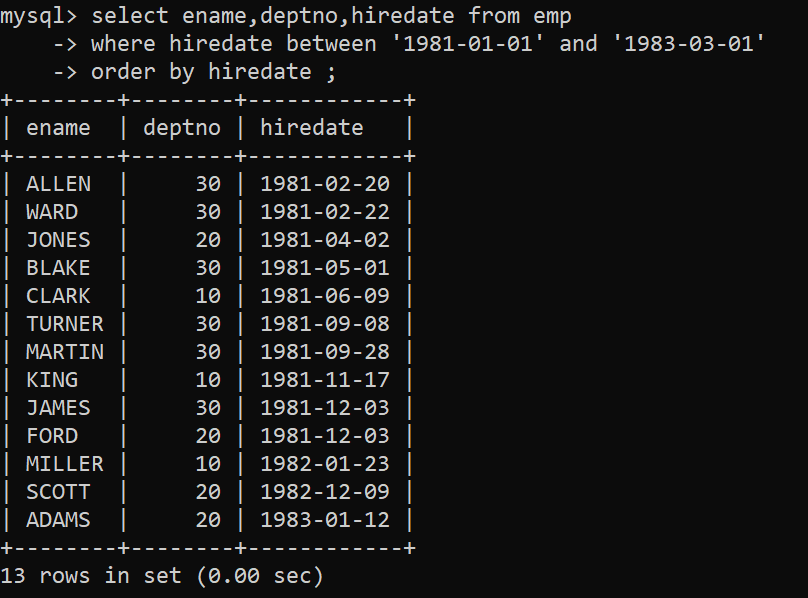 mysql> select ename,deptno,hiredate from emp
    -> where hiredate between '1981-01-01' and '1983-03-01'
    -> order by hiredate ;
+--------+--------+------------+
| ename  | deptno | hiredate   |
+--------+--------+------------+
| ALLEN  |     30 | 1981-02-20 |
| WARD   |     30 | 1981-02-22 |
| JONES  |     20 | 1981-04-02 |
| BLAKE  |     30 | 1981-05-01 |
| CLARK  |     10 | 1981-06-09 |
| TURNER |     30 | 1981-09-08 |
| MARTIN |     30 | 1981-09-28 |
| KING   |     10 | 1981-11-17 |
| JAMES  |     30 | 1981-12-03 |
| FORD   |     20 | 1981-12-03 |
| MILLER |     10 | 1982-01-23 |
| SCOTT  |     20 | 1982-12-09 |
| ADAMS  |     20 | 1983-01-12 |
+--------+--------+------------+
13 rows in set (0.00 sec)